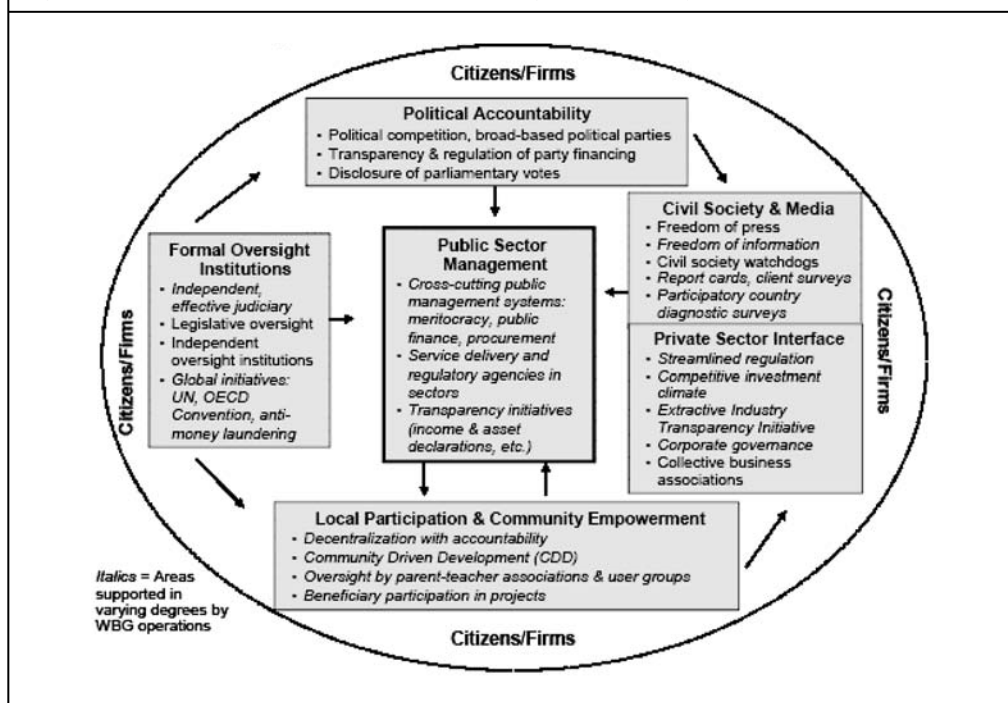 Citizens/Firms
Political Accountability
• Political competition, broad-based political parties
• Transparency & regulation of party financing
• Disclosure of parliamentary votes
Formal Oversight
Institutions
• Independent,
effective judiciary
• Legislative oversight
• Independent
oversight institutions
• Global initiatives:
UN, OECD
Convention, anti-
money laundering
Public Sector
Management
• Cross-cutting public
management systems:
meritocracy, public
finance, procurement
• Service delivery and
regulatory agencies in
sectors
• Transparency initiatives
(income & asset
declarations, etc.)
Civil Society & Media
• Freedom of press
• Freedom of information
• Civil society watchdogs
• Report cards, client surveys
• Participatory country
diagnostic surveys
Private Sector Interface
• Streamlined regulation
• Competitive investment
climate
• Extractive Industry
Transparency Initiative
• Corporate governance
• Collective business
associations
Citizens/Firms
Citizens/Firms
Local Participation & Community Empowerment
• Decentralization with accountability
• Community Driven Development (CDD)
• Oversight by parent-teacher associations & user groups
• Beneficiary participation in projects
Italics = Areas
supported in
varying degrees by
WBG operations
Citizens/Firms